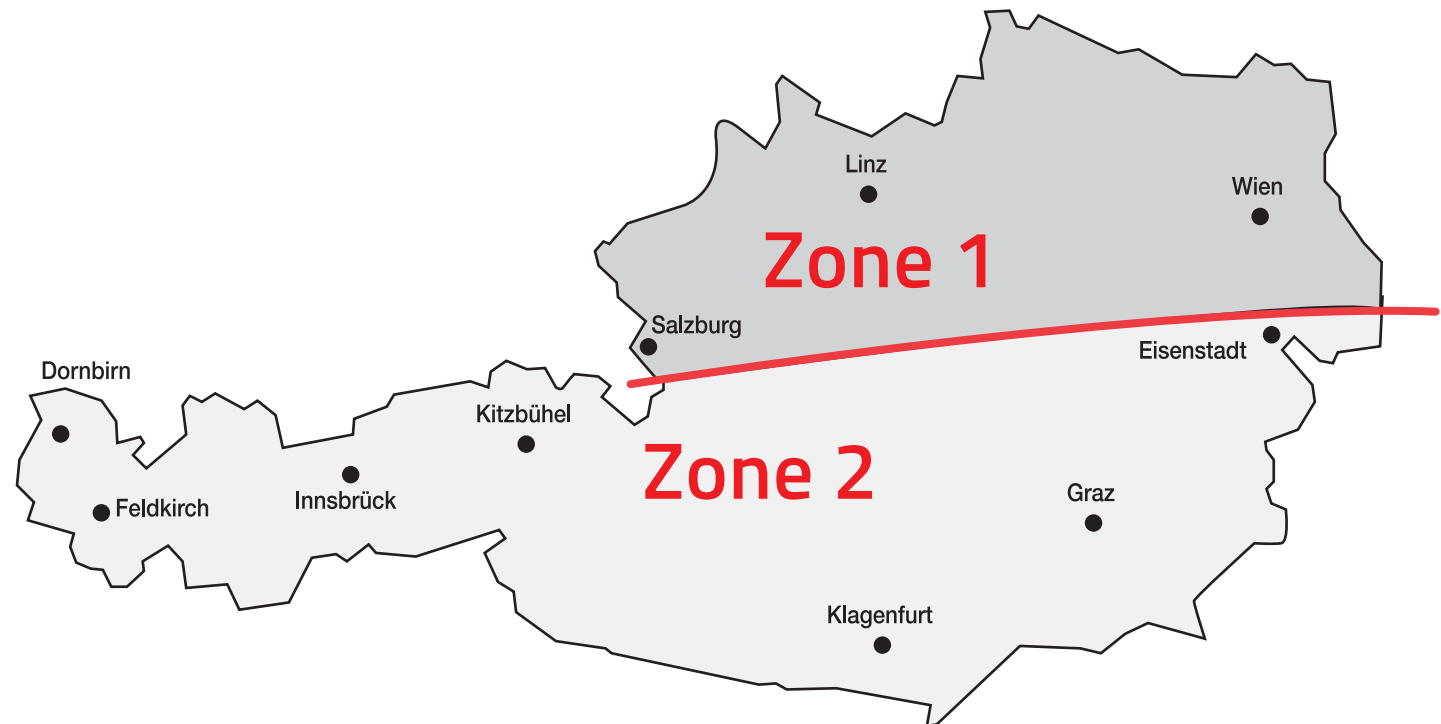 Linz
Wien
Zone 1
Salzburg
Eisenstadt
Dornbirn
Kitzbühel
Zone 2
Innsbrück
Feldkirch
Graz
Klagenfurt